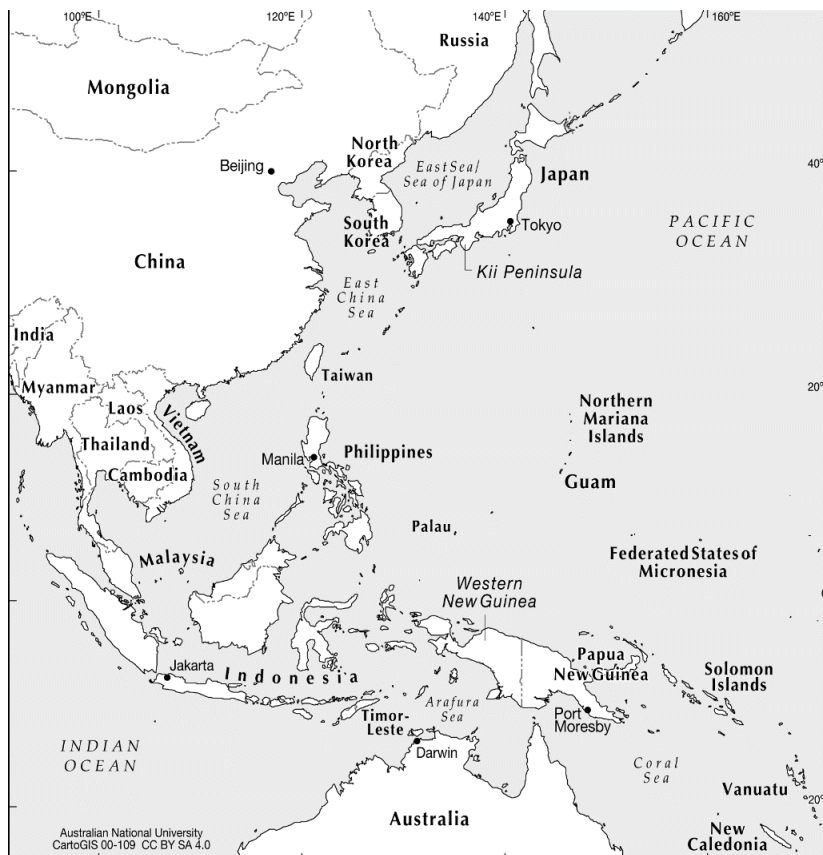 100°E
120°E
140°E
160°E
Russia
Mongolia
North
Korea
Beijing
East Sea/
Sea of Japan
Japan
40°
South
Korea
Tokyo
PACIFIC
OCEAN
China
Kii Peninsula
East
China
Sea
India
Taiwan
Myanmar
20°
Laos
Vietnam
Northern
Mariana
Islands
Thailand
Manila
Philippines
Cambodia
South
China
Sea
Guam
Palau
Malaysia
Federated States of
Micronesia
Western
New Guinea
Jakarta
Indonesia
Papua
New Guinea
Solomon
Islands
Arafura
Sea
Timor-
Leste
Port
Moresby
INDIAN
OCEAN
Darwin
Coral
Sea
Vanuatu
20°
Australia
Australian National University
CartoGIS 00-109 CC BY SA 4.0
New
Caledonia